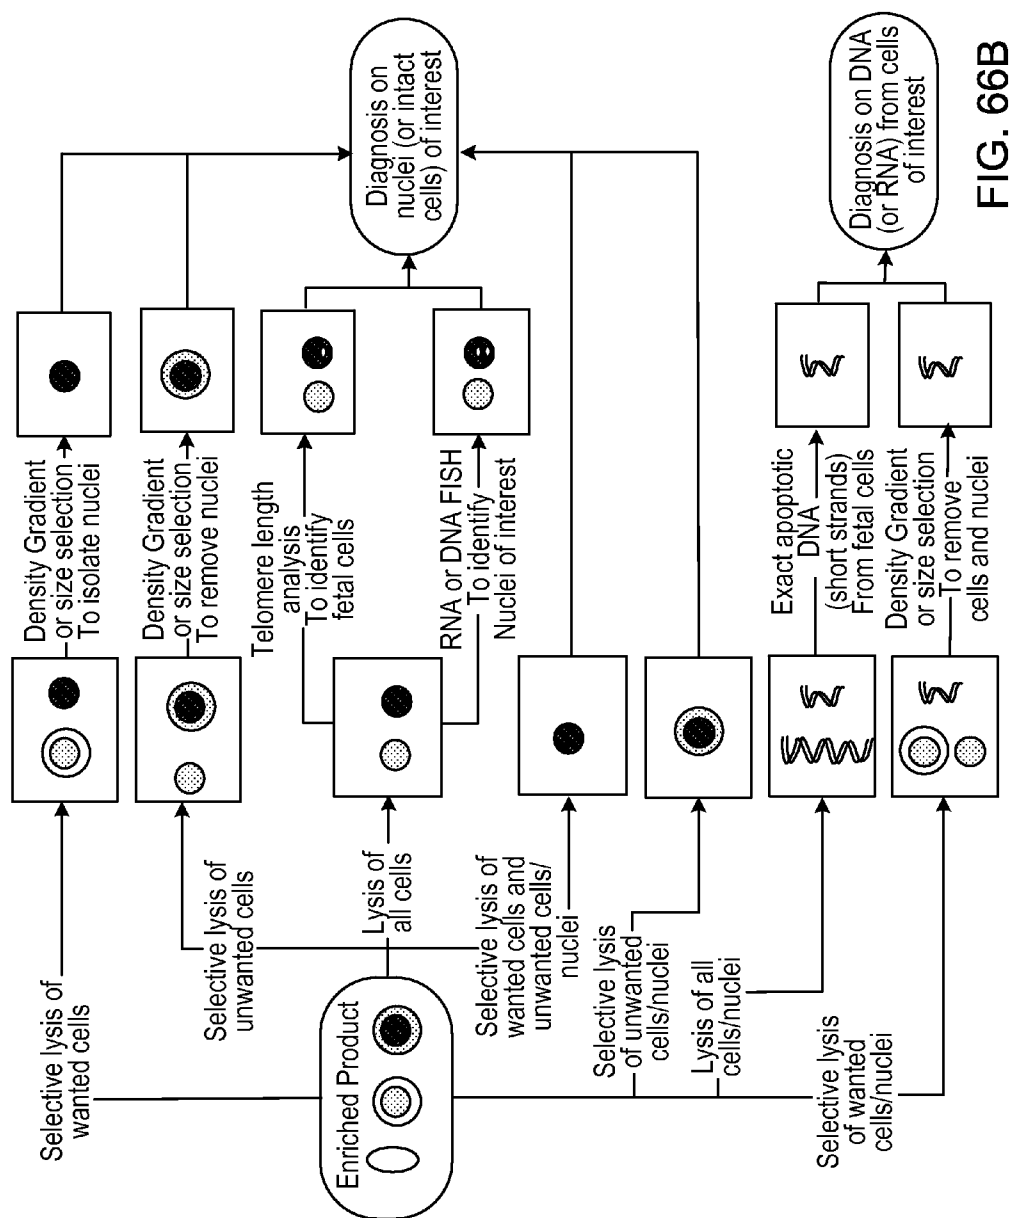 Enriched Product
Selective lysis of
wanted cells
Density Gradient
or size selection
To isolate nuclei
Selective lysis of
unwanted cells
Density Gradient
or size selection
To remove nuclei
Lysis of
all cells
Telomere length
analysis
To identify
fetal cells
RNA or DNA FISH
To identify
Nuclei of interest
Selective lysis of
wanted cells and
unwanted cells/
nuclei
Selective lysis
of unwanted
cells/nuclei
Diagnosis on
nuclei (or intact
cells) of interest
Lysis of all
cells/nuclei
Exact apoptotic
DNA
(short strands)
From fetal cells
Selective lysis
of wanted
cells/nuclei
Density Gradient
or size selection
To remove
cells and nuclei
Diagnosis on DNA
(or RNA) from cells
of interest
FIG. 66B